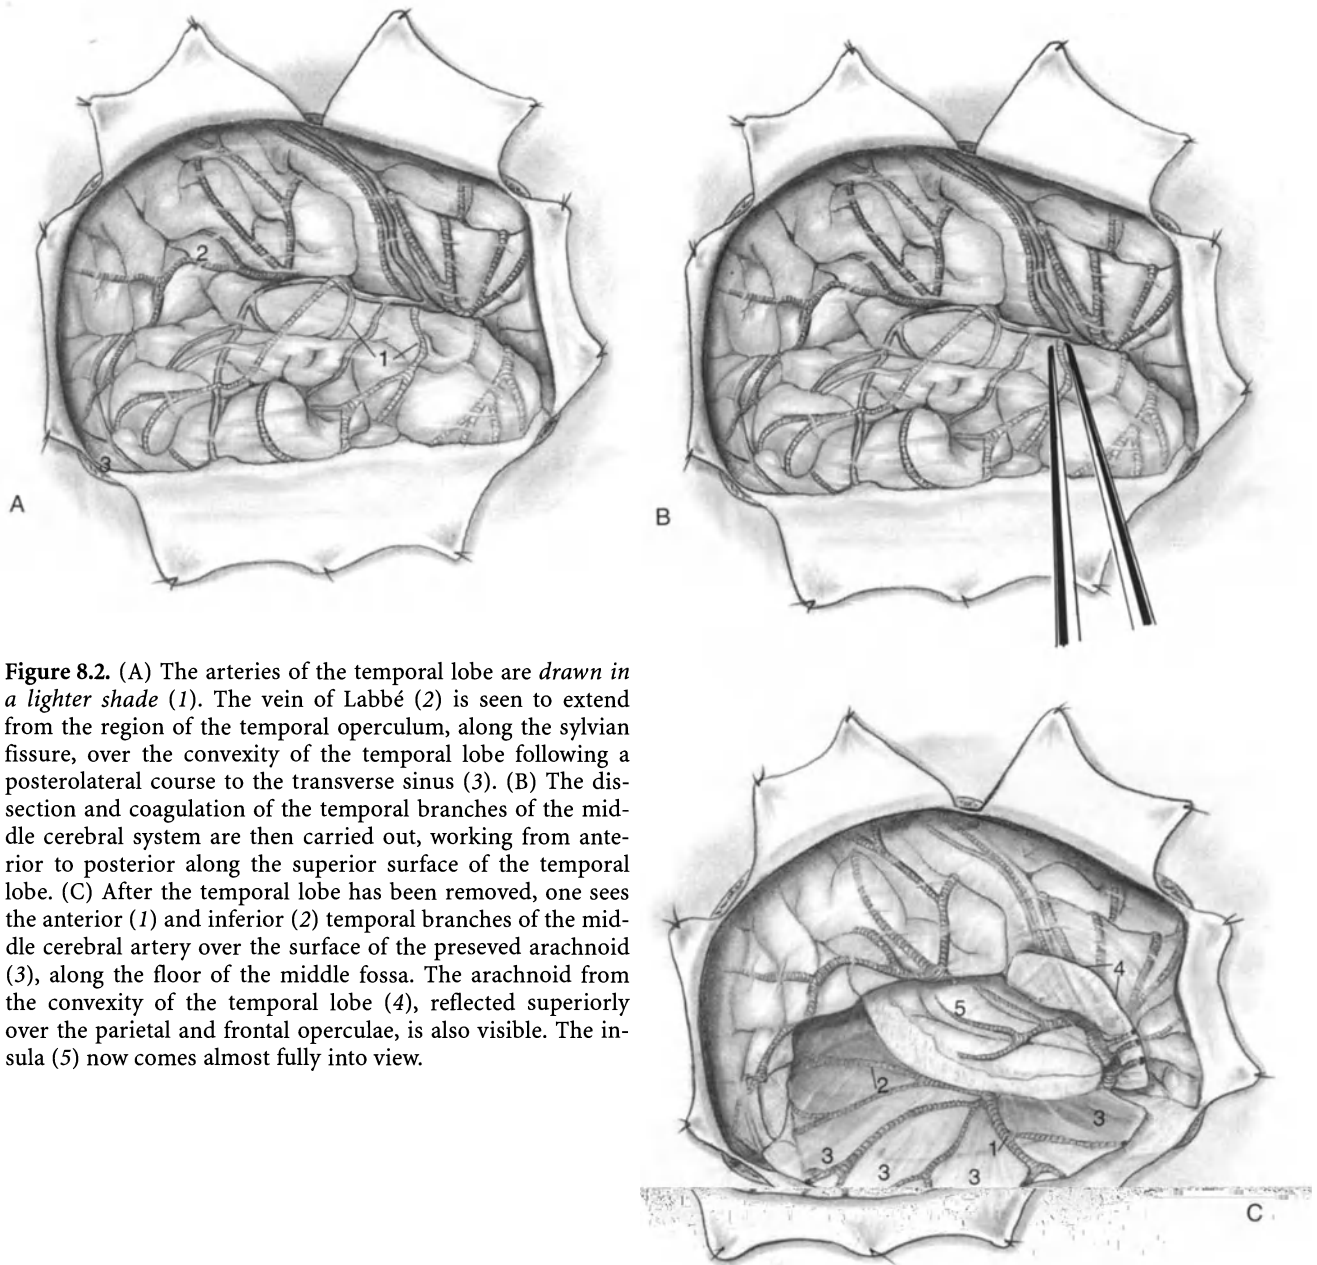 2
1
3
A
B
Figure 8.2. (A) The arteries of the temporal lobe are drawn in
a lighter shade (1). The vein of Labbé (2) is seen to extend
from the region of the temporal operculum, along the sylvian
fissure, over the convexity of the temporal lobe following a
posterolateral course to the transverse sinus (3). (B) The dis-
section and coagulation of the temporal branches of the mid-
dle cerebral system are then carried out, working from ante-
rior to posterior along the superior surface of the temporal
lobe. (C) After the temporal lobe has been removed, one sees
the anterior (1) and inferior (2) temporal branches of the mid-
dle cerebral artery over the surface of the preseved arachnoid
(3), along the floor of the middle fossa. The arachnoid from
the convexity of the temporal lobe (4), reflected superiorly
over the parietal and frontal operculae, is also visible. The in-
sula (5) now comes almost fully into view.
4
5
2
3
1
3
3
3
C